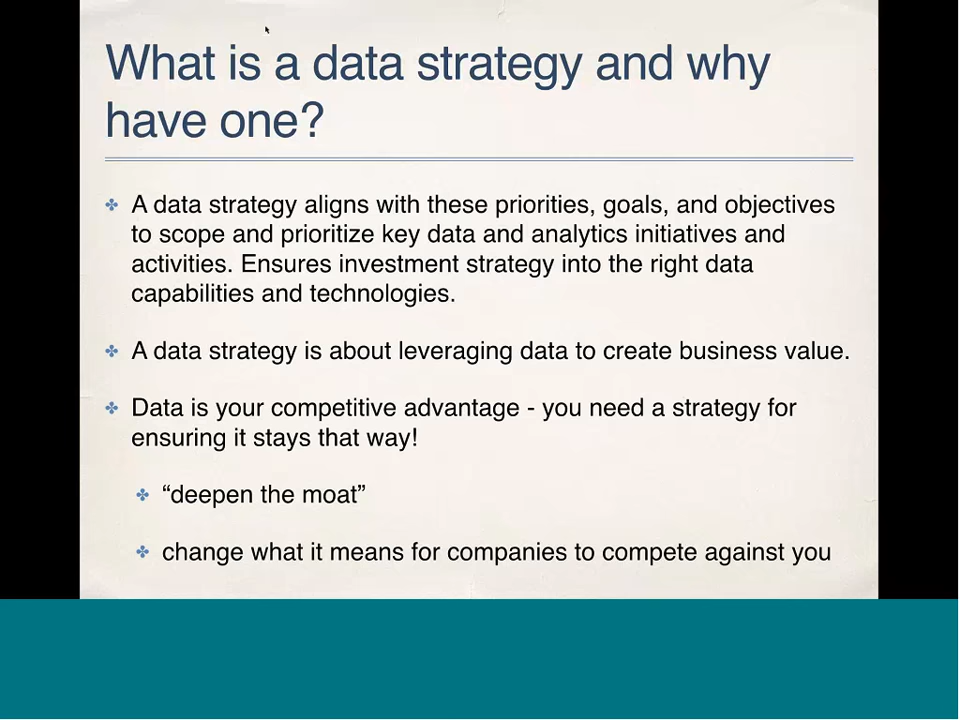 What is a data strategy and why
have one?
A data strategy aligns with these priorities, goals, and objectives
to scope and prioritize key data and analytics initiatives and
activities. Ensures investment strategy into the right data
capabilities and technologies.
A data strategy is about leveraging data to create business value.
Data is your competitive advantage - you need a strategy for
ensuring it stays that way!
“deepen the moat”
change what it means for companies to compete against you